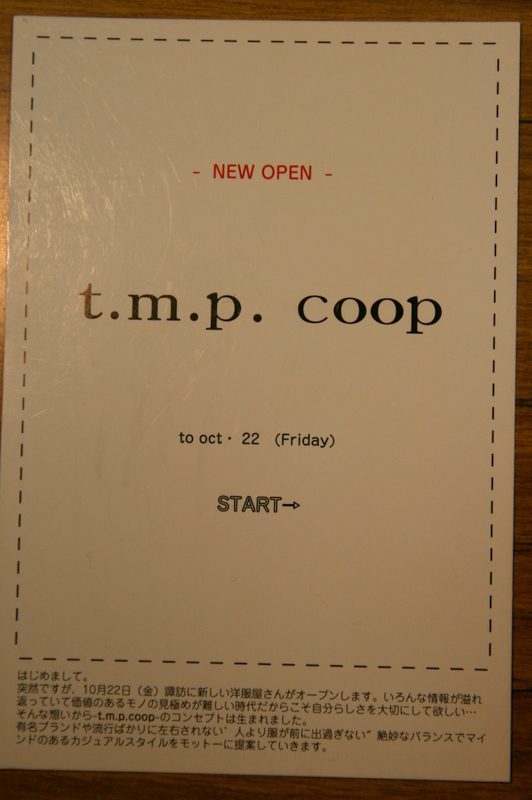 - NEW OPEN -
t.m.p. coop
to oct・22 （Friday）
START→
はじめまして。
突然ですが、10月22日（金）諏訪に新しい洋服屋さんがオープンします。いろんな情報が溢れ
返っていて価値のあるモノの見極めが難しい時代だからこそ自分らしさを大切にして欲しい…
そんな想いから-t.m.p.coop-のコンセプトは生まれました。
有名ブランドや流行ばかりに左右されない゛人より服が前に出過ぎない〟絶妙なバランスでマイ
ンドのあるカジュアルスタイルをモットーに提案していきます。